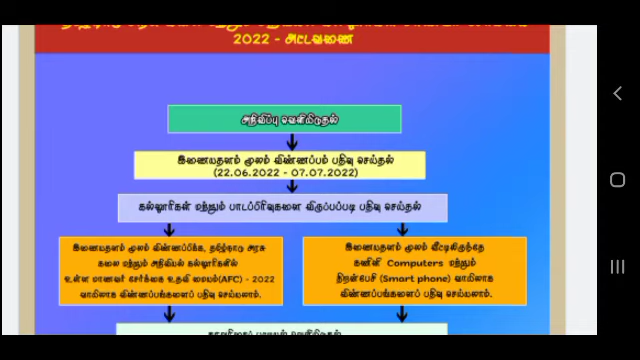 2022 - அட்டவணை
அறிவிப்பு வெளியிடுதல்
இணையதளம் மூலம் விண்ணப்பம் பதிவு செய்தல்
(22.06.2022 - 07.07.2022)
கல்லூரிகள் மற்றும் பாடப்பிரிவுகளை விருப்பப்படி பதிவு செய்தல்
இணையதளம் மூலம் விண்ணப்பிக்க, தமிழ்நாடு அரசு
கலை மற்றும் அறிவியல் கல்லூரிகளில்
உள்ள மாணவர் சேர்க்கை உதவி மையம்(AFC) - 2022
வாயிலாக விண்ணப்பங்களைப் பதிவு செய்யலாம்.
இணையதளம் மூலம் வீட்டிலிருந்தே
கணினி Computers மற்றும்
திறன்பேசி (Smart phone) வாயிலாக
விண்ணப்பங்களைப் பதிவு செய்யலாம்.